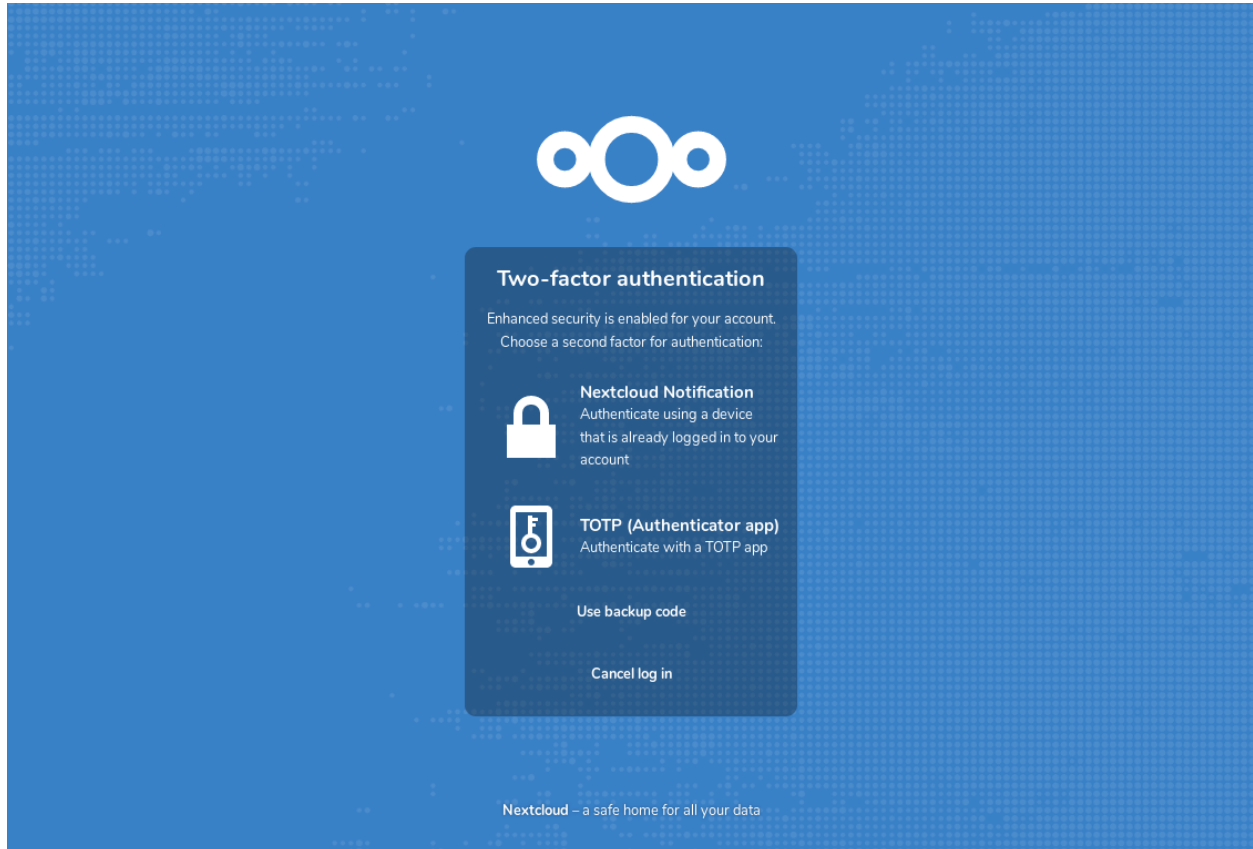 Two-factor authentication
Enhanced security is enabled for your account.
Choose a second factor for authentication:
Nextcloud Notification
Authenticate using a device
that is already logged in to your
account
TOTP (Authenticator app)
Authenticate with a TOTP app
Use backup code
Cancel log in
Nextcloud – a safe home for all your data